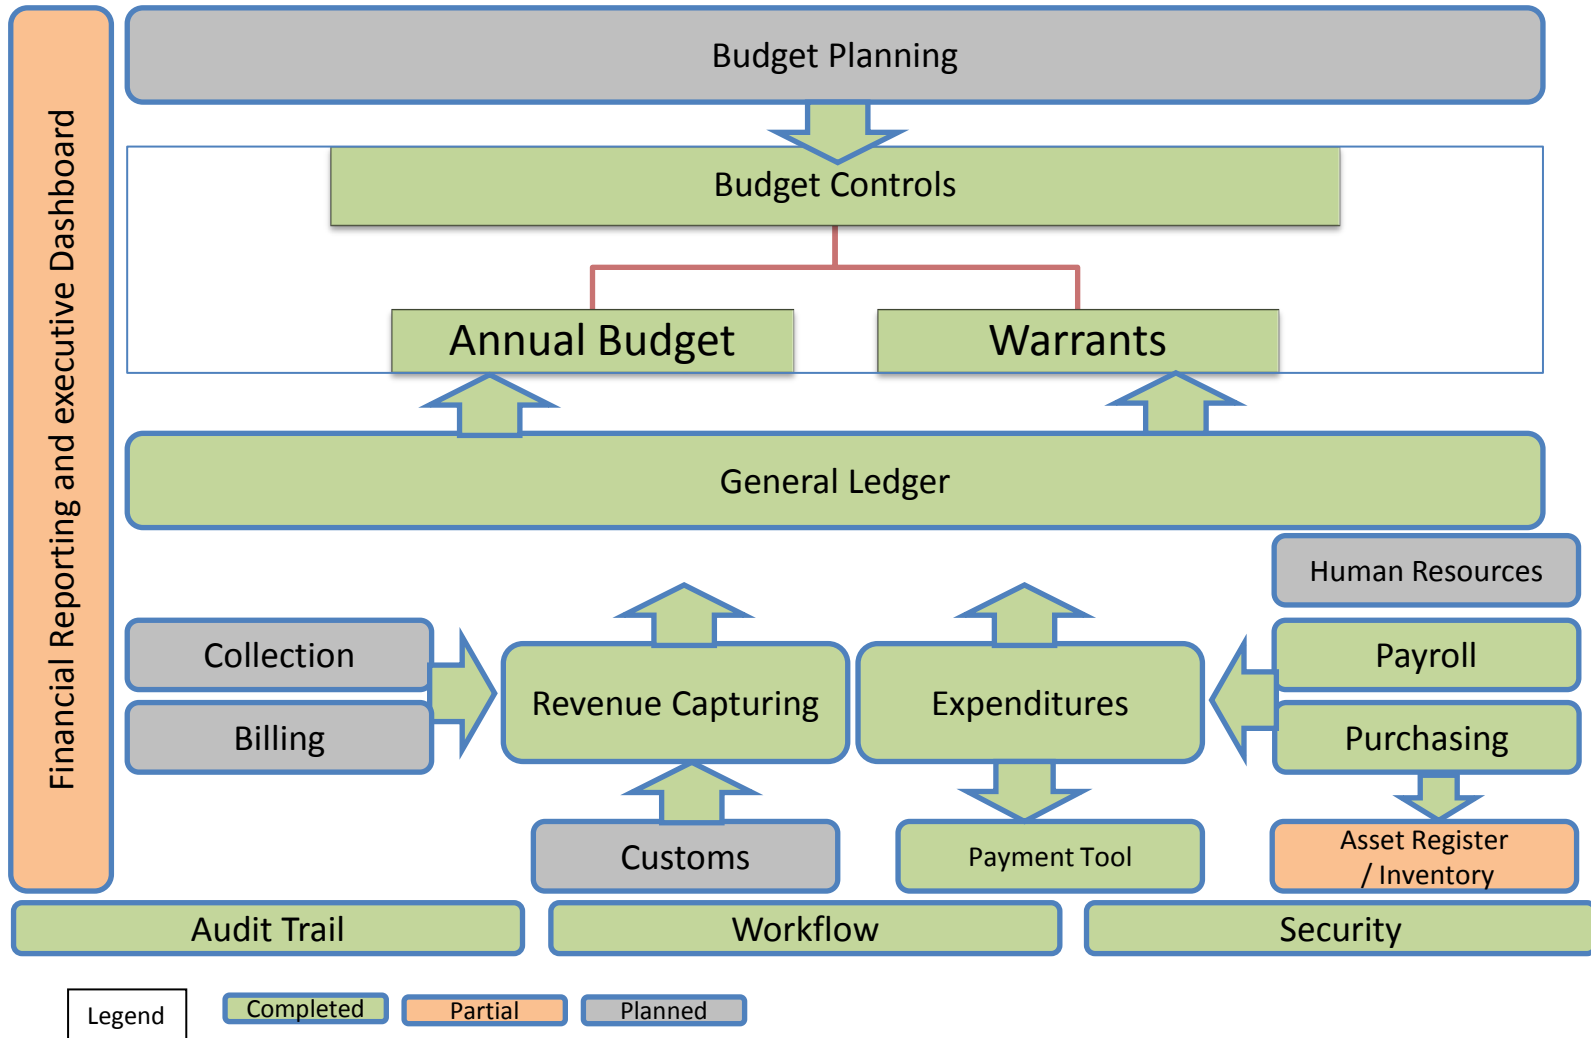 Financial Reporting and executive Dashboard
Budget Planning
Budget Controls
Annual Budget
Warrants
General Ledger
Human Resources
Collection
Billing
Revenue Capturing
Expenditures
Payroll
Purchasing
Customs
Payment Tool
Asset Register
/ Inventory
Audit Trail
Workflow
Security
Legend
Completed
Partial
Planned